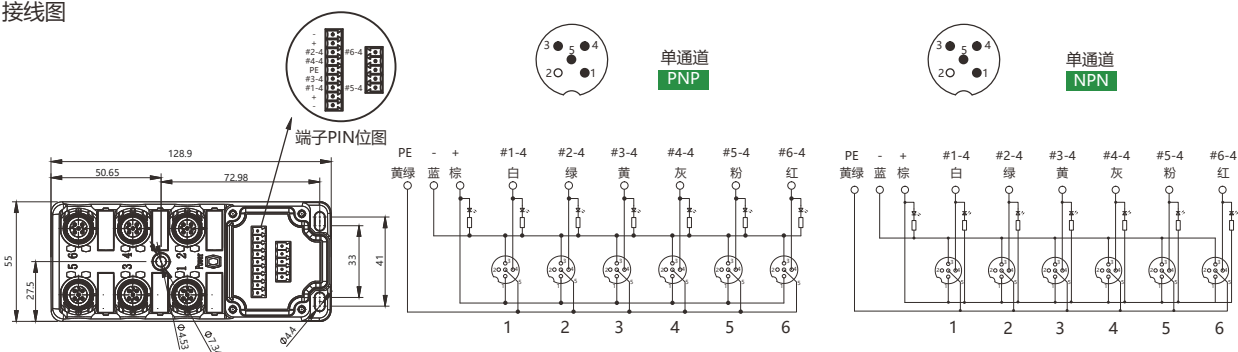 接线图
-
+
#2-4 #6-4
#4-4
PE
#3-4
#1-4 #5-4
+
-
端子PIN位图
3 5 4
2 1
单通道
PNP
3 5 4
2 1
单通道
NPN
128.9
50.65 72.98
55
27.5
33
41
6 4 2
5 3 1
Power
Φ4.53
Φ4.4
PE - + #1-4 #2-4 #3-4 #4-4 #5-4 #6-4
黄绿 蓝 棕 白 绿 黄 灰 粉 红
1 2 3 4 5 6
PE - + #1-4 #2-4 #3-4 #4-4 #5-4 #6-4
黄绿 蓝 棕 白 绿 黄 灰 粉 红
1 2 3 4 5 6